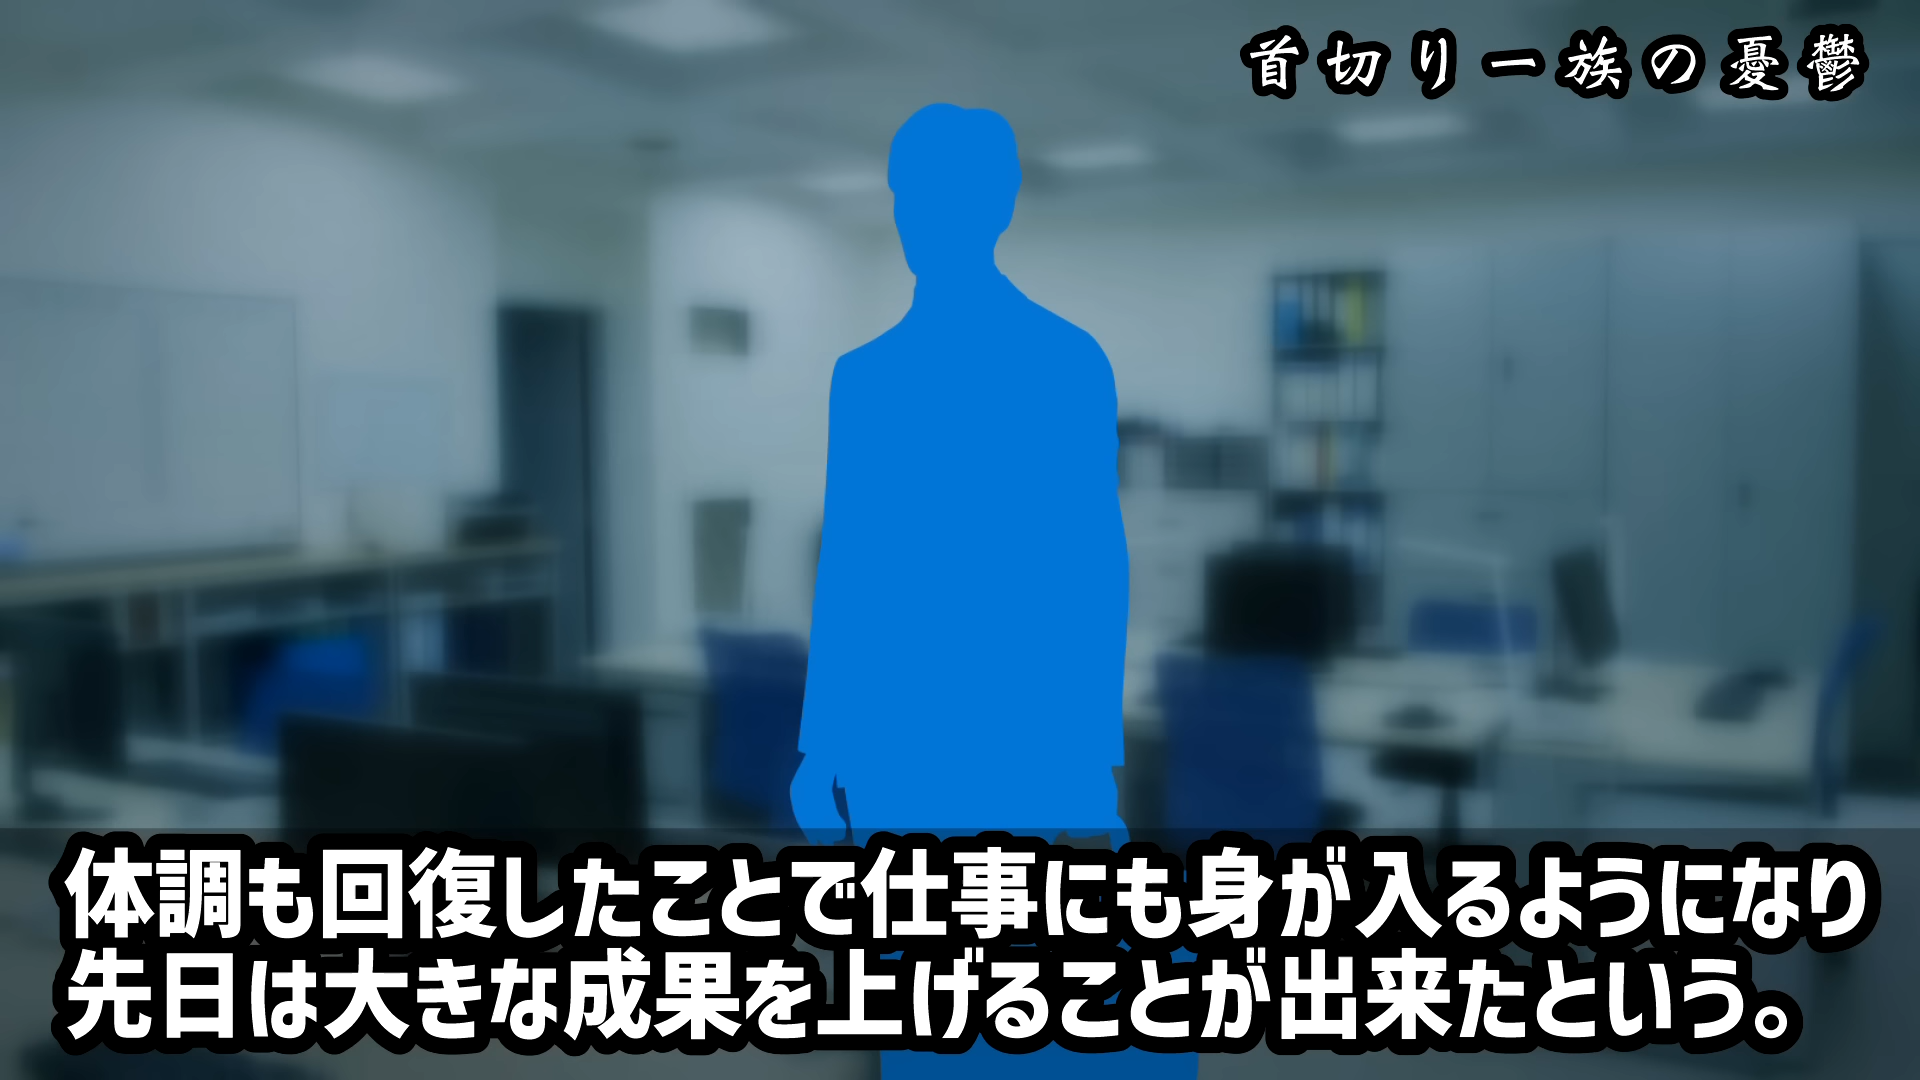 首切り一族の憂鬱
体調も回復したことで仕事にも身が入るようになり
先日は大きな成果を上げることが出来たという。